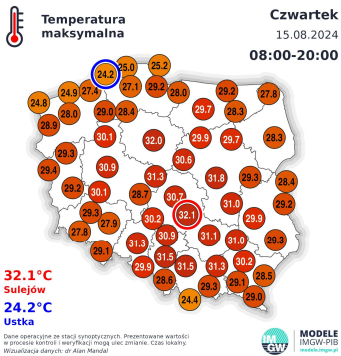 Temperatura
maksymalna
Czwartek
15.08.2024
08:00-20:00
24.2 25.0 25.2
24.8 24.9 27.4 27.1 29.2 28.0 29.2 27.8
28.9 28.0 29.0 28.4 29.7 28.3
30.1 32.0 29.9 29.7 28.3
29.3 30.6
29.4 30.9 31.3 31.8 29.3 28.4
29.2 30.1 28.7 30.7 31.0 29.2
29.3 27.9 30.2 32.1 29.9
27.8 30.9 31.1 31.0 29.3
29.1 31.3 31.5 30.2
29.9 31.5 31.3 28.5
28.6 29.1
24.4 29.0
32.1°C
Sulejów
24.2°C
Ustka
Dane operacyjne ze stacji synoptycznych. Prezentowane wartości
w procesie kontroli i weryfikacji mogą ulec zmianie. Czas lokalny.
Wizualizacja danych: dr Alan Mandal
IMGW
MODELE
IMGW-PIB
modele.imgw.pl